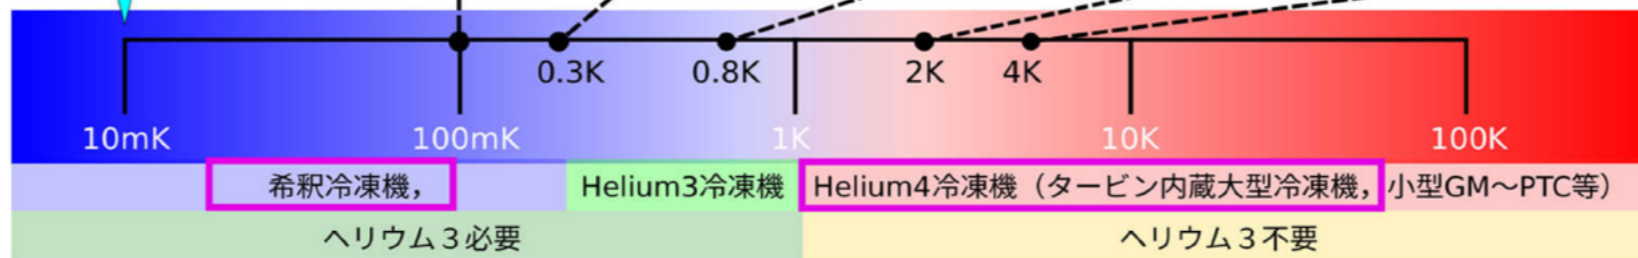 0.3K 0.8K 2K 4K
10mK 100mK 1K 10K 100K
希釈冷凍機， Helium3冷凍機 Helium4冷凍機（タービン内蔵大型冷凍機，小型GM～PTC等）
ヘリウム３必要 ヘリウム３不要